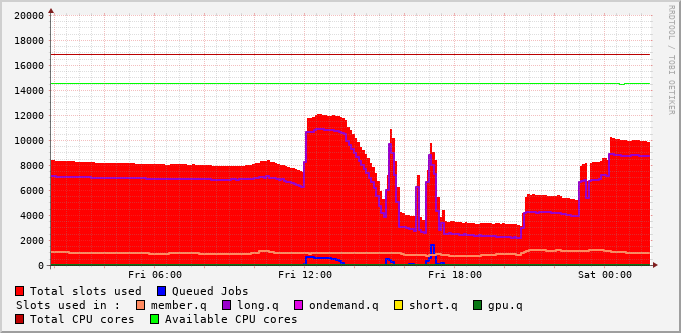 20000
18000
16000
14000
12000
10000
8000
6000
4000
2000
0
Fri 06:00 Fri 12:00 Fri 18:00 Sat 00:00
Total slots used Queued Jobs
Slots used in : member.q long.q ondemand.q short.q gpu.q
Total CPU cores Available CPU cores
RRDTOOL / TOBI OETIKER